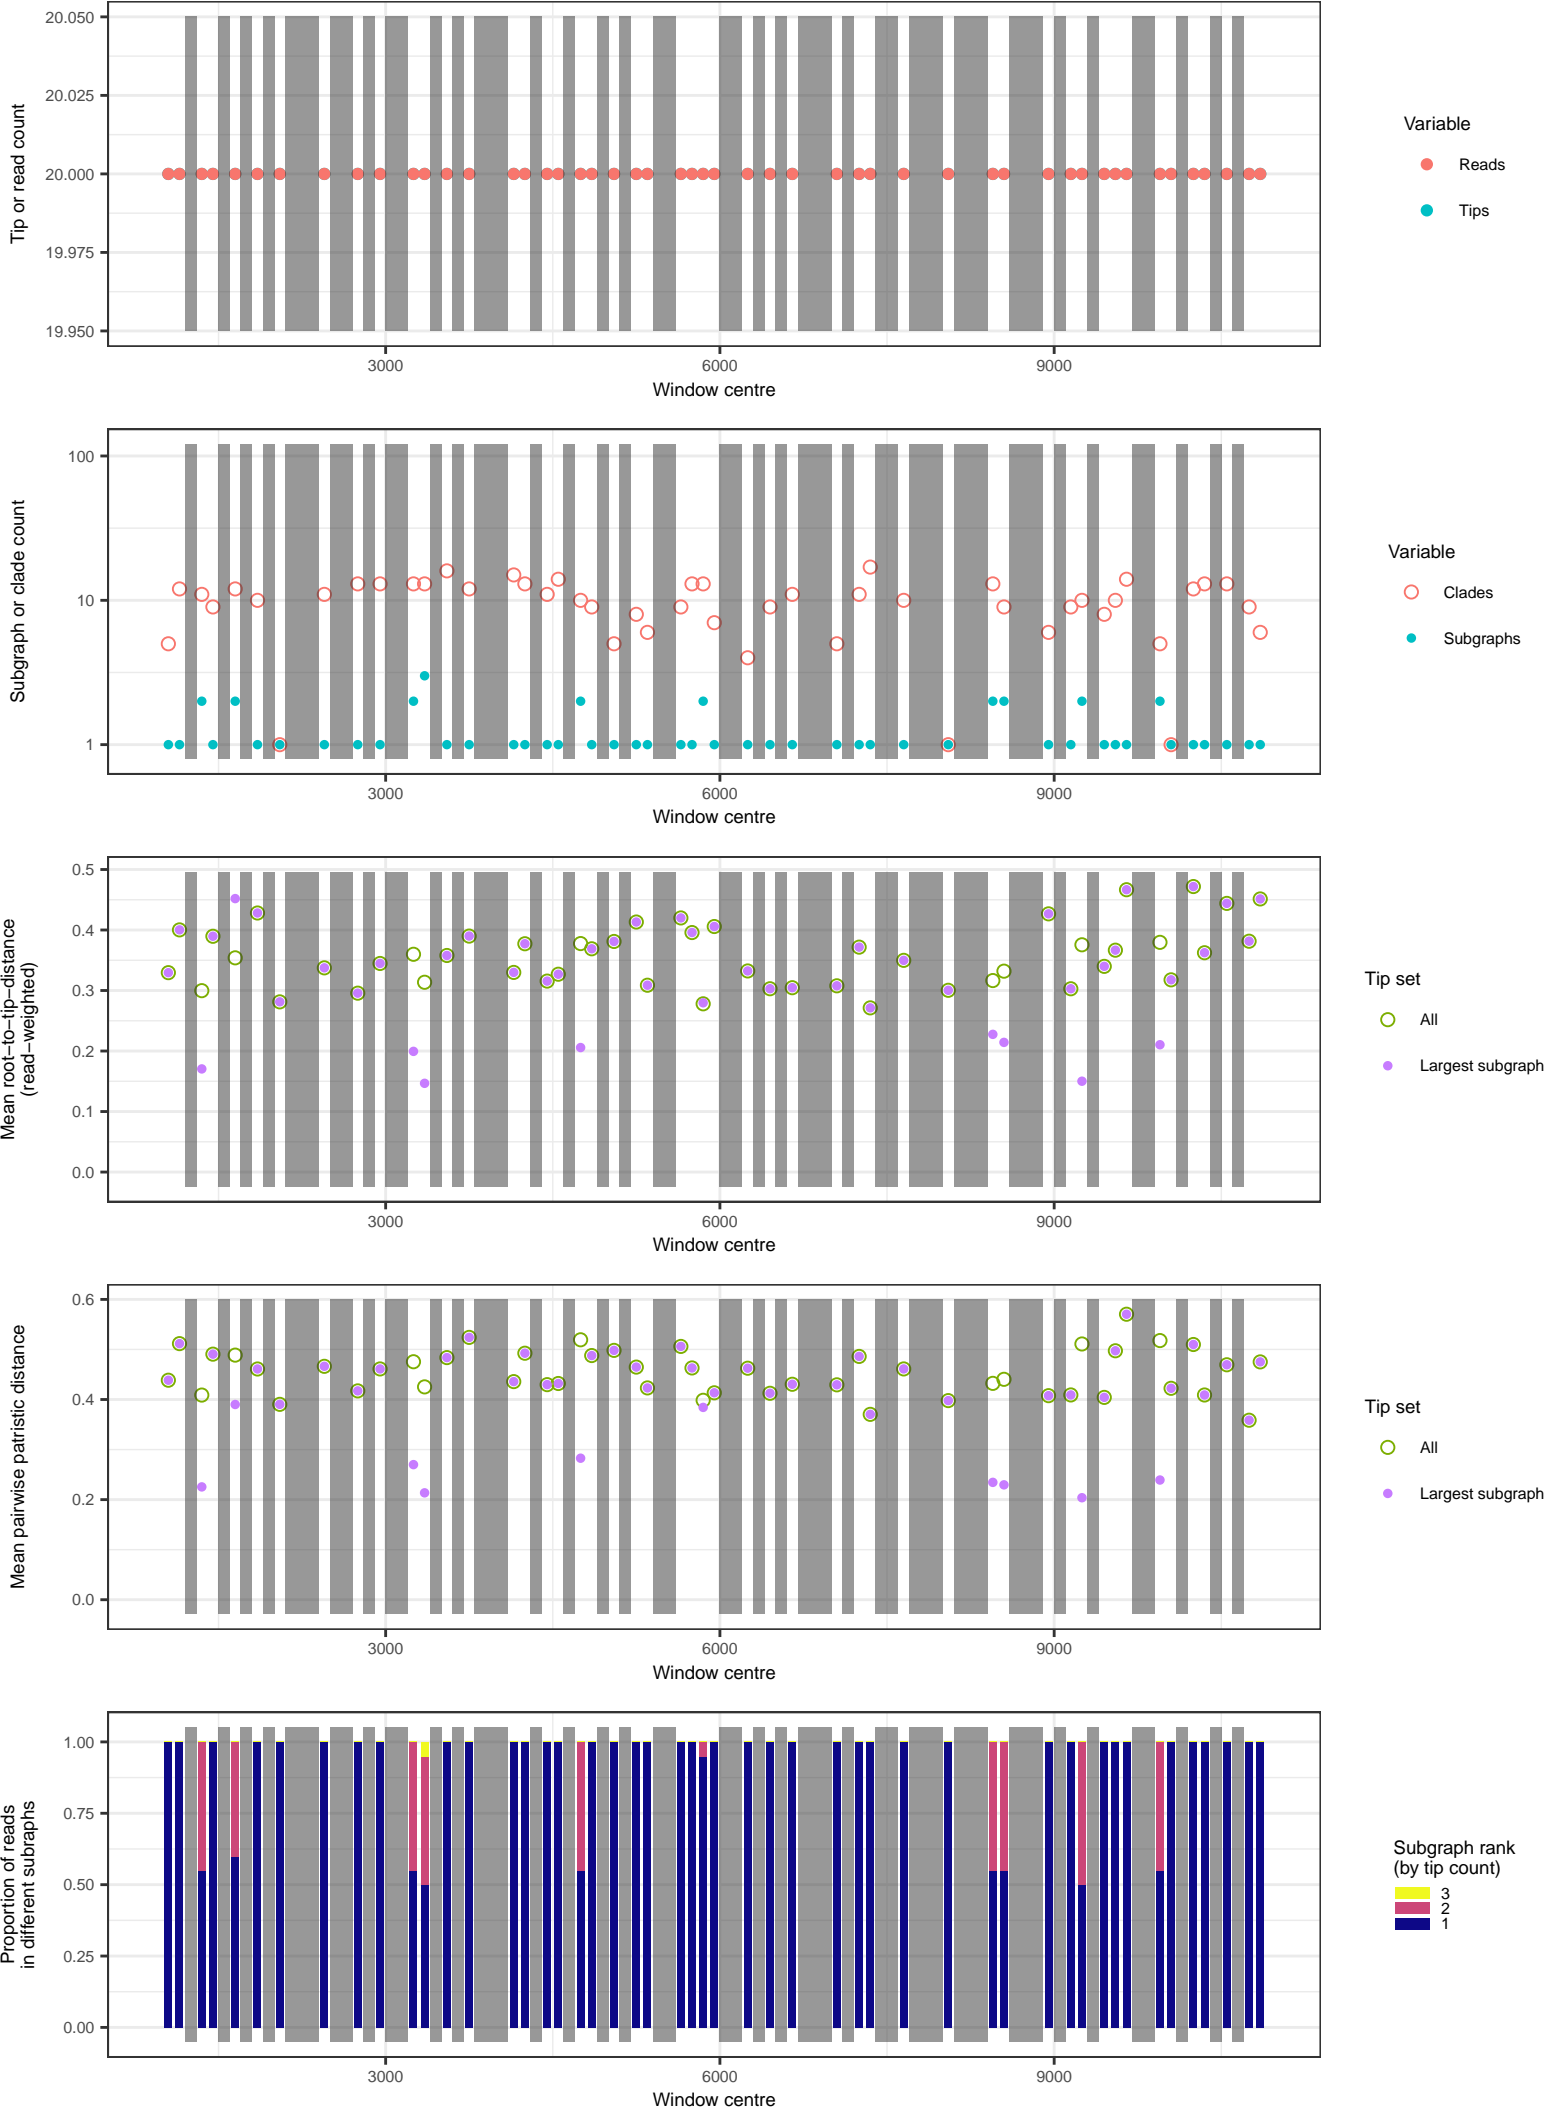 20.050
20.025
20.000
19.975
19.950
Tip or read count
3000
6000
9000
Window centre
Variable
Reads
Tips
100
10
1
Subgraph or clade count
3000
6000
9000
Window centre
Variable
Clades
Subgraphs
0.5
0.4
0.3
0.2
0.1
0.0
Mean root−to−tip−distance
(read−weighted)
3000
6000
9000
Window centre
Tip set
All
Largest subgraph
0.6
0.4
0.2
0.0
Mean pairwise patristic distance
3000
6000
9000
Window centre
Tip set
All
Largest subgraph
1.00
0.75
0.50
0.25
0.00
Proportion of reads
in different subraphs
3000
6000
9000
Window centre
Subgraph rank
(by tip count)
3
2
1